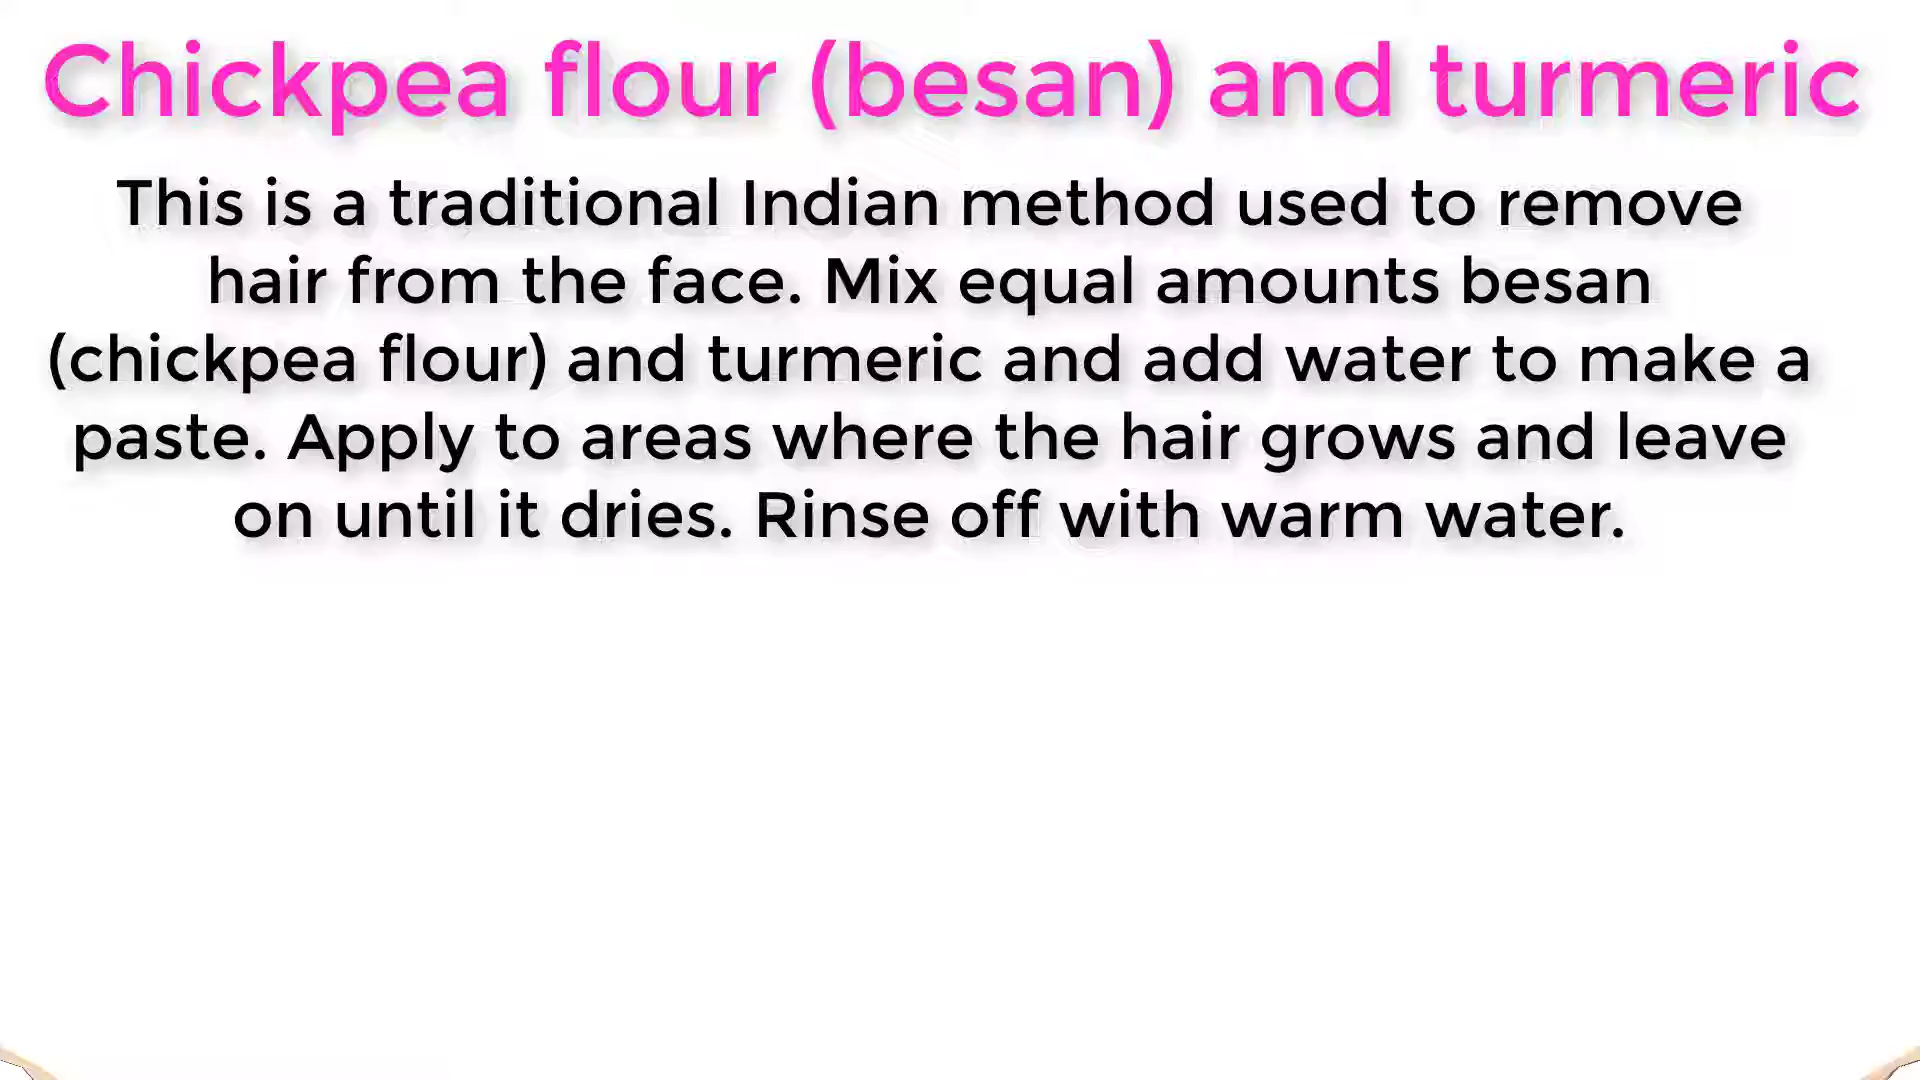 Chickpea flour (besan) and turmeric
This is a traditional Indian method used to remove
hair from the face. Mix equal amounts besan
(chickpea flour) and turmeric and add water to make a
paste. Apply to areas where the hair grows and leave
on until it dries. Rinse off with warm water.